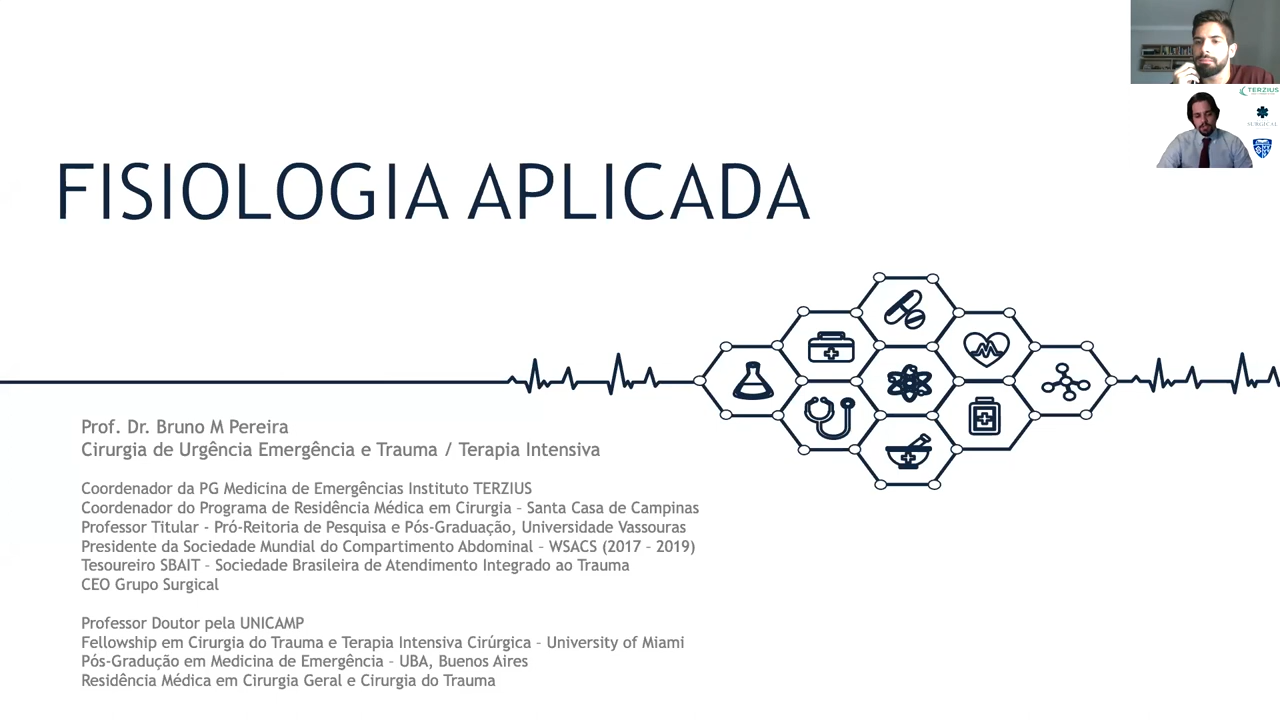 FISIOLOGIA APLICADA
Prof. Dr. Bruno M Pereira
Cirurgia de Urgência Emergência e Trauma / Terapia Intensiva
Coordenador da PG Medicina de Emergências Instituto TERZIUS
Coordenador do Programa de Residência Médica em Cirurgia – Santa Casa de Campinas
Professor Titular - Pró-Reitoria de Pesquisa e Pós-Graduação, Universidade Vassouras
Presidente da Sociedade Mundial do Compartimento Abdominal – WSACS (2017 – 2019)
Tesoureiro SBAIT – Sociedade Brasileira de Atendimento Integrado ao Trauma
CEO Grupo Surgical
Professor Doutor pela UNICAMP
Fellowship em Cirurgia do Trauma e Terapia Intensiva Cirúrgica – University of Miami
Pós-Gradução em Medicina de Emergência – UBA, Buenos Aires
Residência Médica em Cirurgia Geral e Cirurgia do Trauma
TERZIUS
SURGICAL